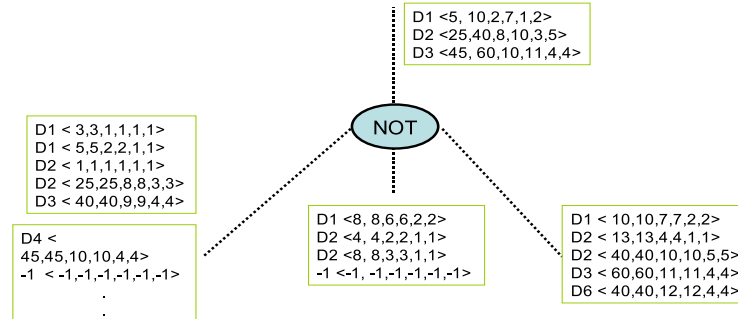 D1 <5, 10,2,7,1,2>
D2 <25,40,8,10,3,5>
D3 <45, 60,10,11,4,4>
NOT
D1 < 3,3,1,1,1,1>
D1 < 5,5,2,2,1,1>
D2 < 1,1,1,1,1,1>
D2 < 25,25,8,8,3,3>
D3 < 40,40,9,9,4,4>
D4 <
45,45,10,10,4,4>
-1 < -1,-1,-1,-1,-1,-1>
.
.
D1 <8, 8,6,6,2,2>
D2 <4, 4,2,2,1,1>
D2 <8, 8,3,3,1,1>
-1 <-1, -1,-1,-1,-1,-1>
D1 < 10,10,7,7,2,2>
D2 < 13,13,4,4,1,1>
D2 < 40,40,10,10,5,5>
D3 < 60,60,11,11,4,4>
D6 < 40,40,12,12,4,4>